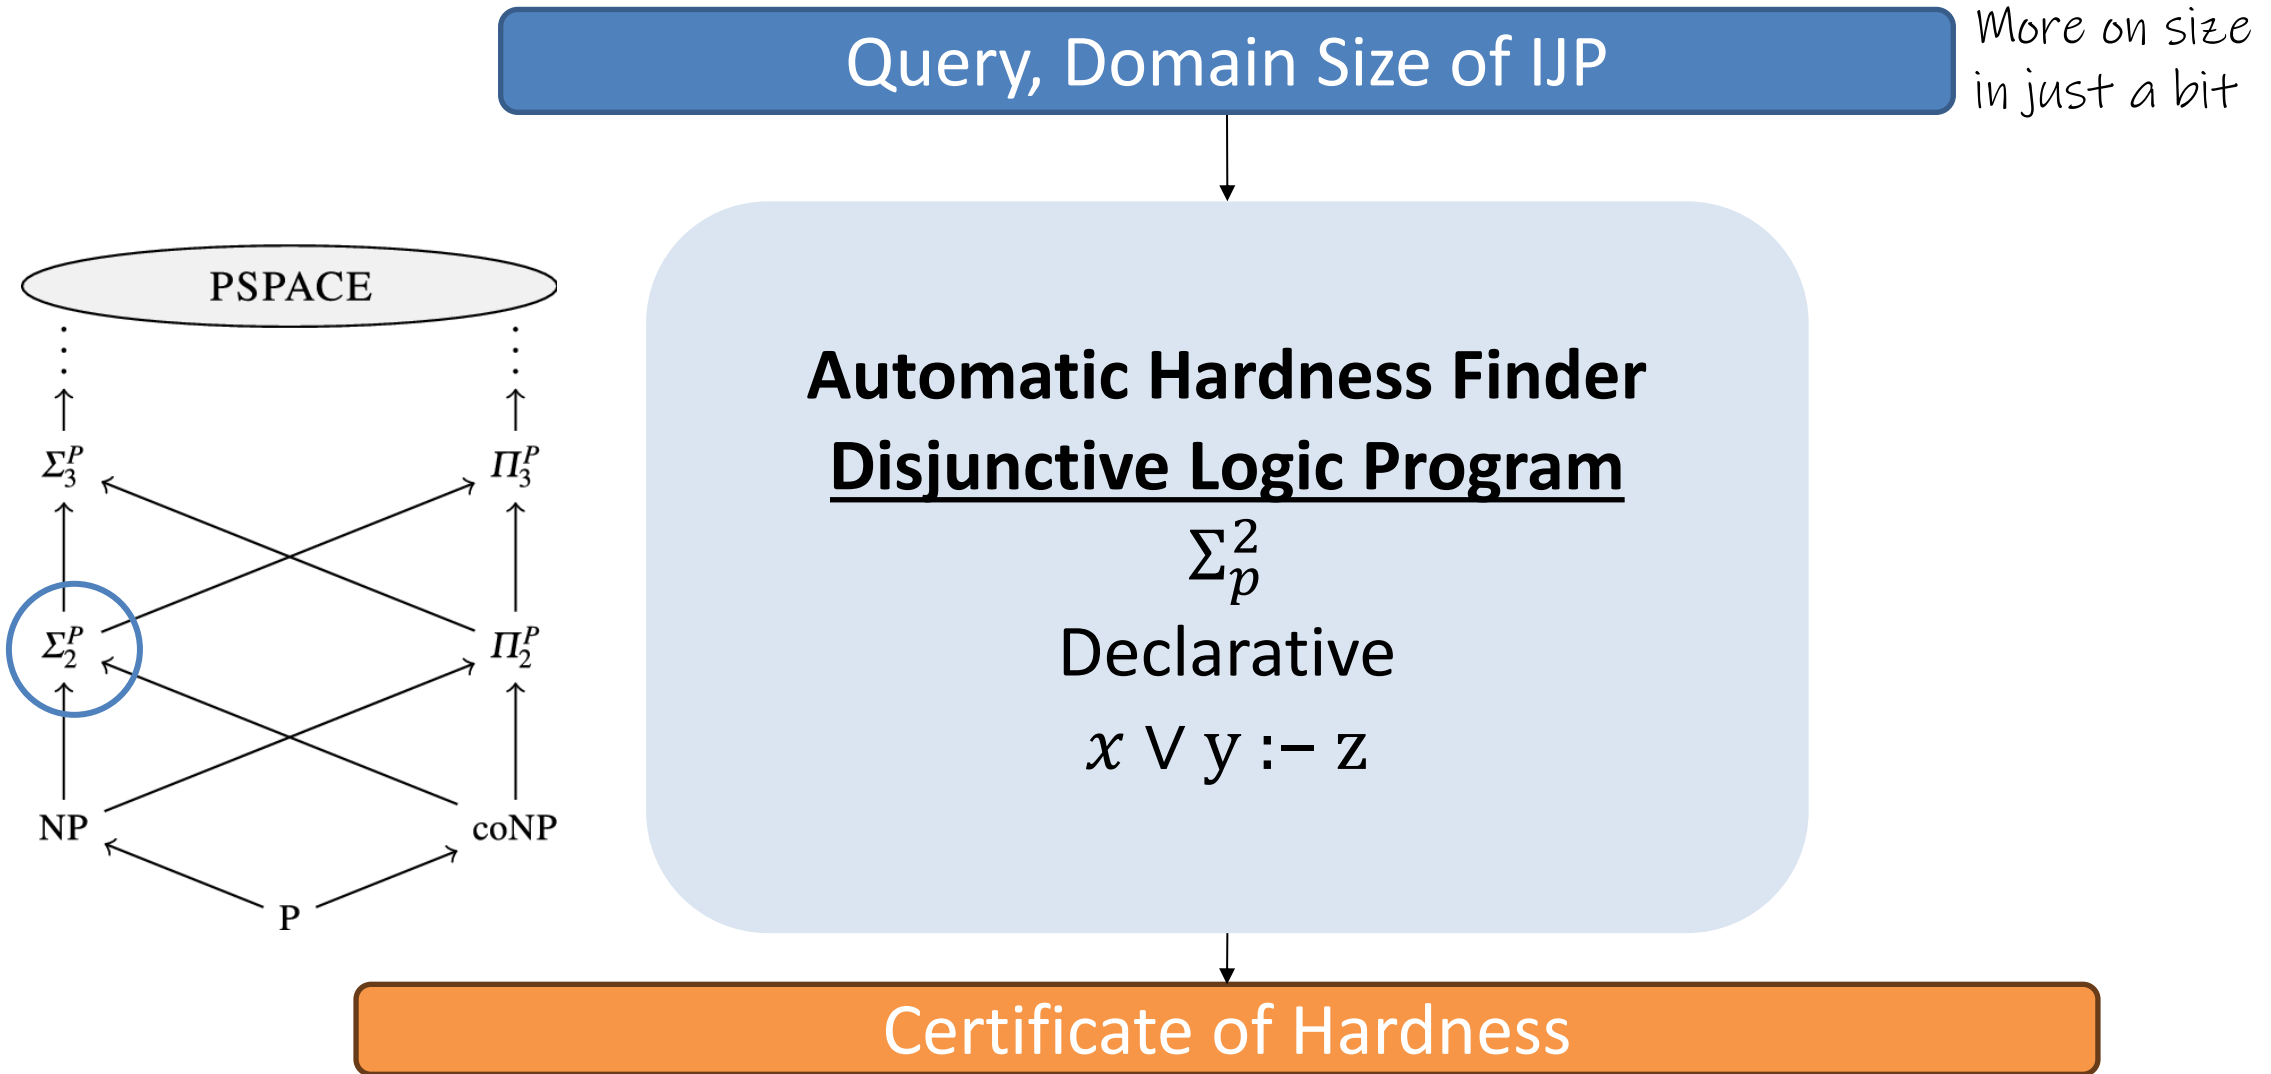 Query, Domain Size of IJP
More on size
in just a bit
PSPACE
Σ₃ᴾ Π₃ᴾ
Σ₂ᴾ Π₂ᴾ
NP coNP
P
Automatic Hardness Finder
Disjunctive Logic Program
Σₚ²
Declarative
x ∨ y :– z
Certificate of Hardness